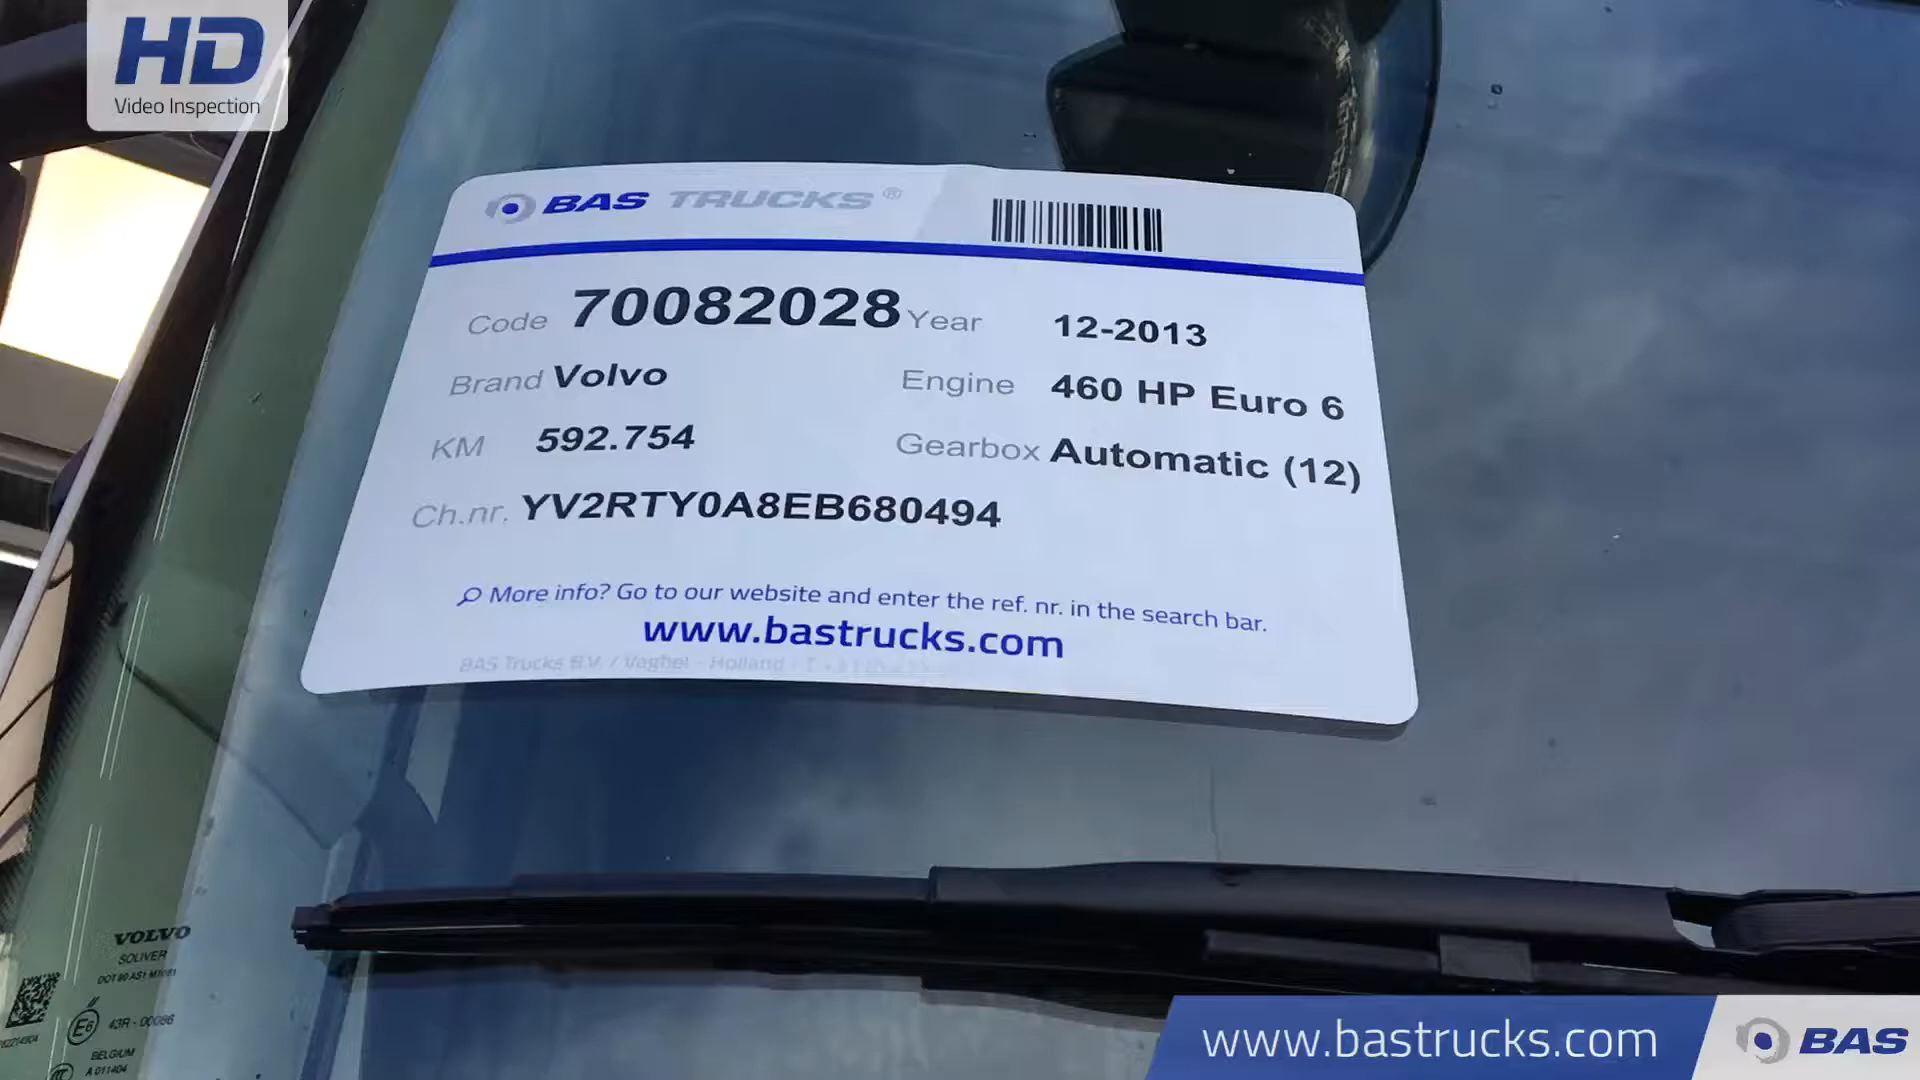 HD
Video Inspection
BAS TRUCKS®
Code 70082028 Year 12-2013
Brand Volvo Engine 460 HP Euro 6
KM 592.754 Gearbox Automatic (12)
Ch.nr. YV2RTY0A8EB680494
More info? Go to our website and enter the ref. nr. in the search bar.
www.bastrucks.com
BAS Trucks B.V. / Veghel - Holland
VOLVO
SOLIVER
E6 43R - 00086
BELGIUM
www.bastrucks.com BAS